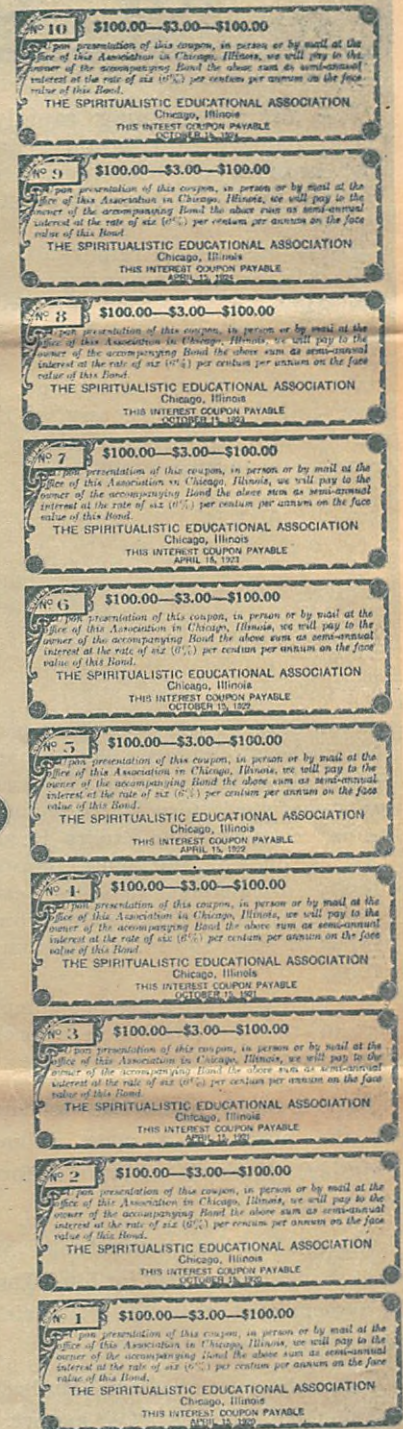 No 10
$100.00—$3.00—$100.00
Upon presentation of this coupon, in person or by mail at the
office of this Association in Chicago, Illinois, we will pay to the
owner of the accompanying Bond the above sum as semi-annual
interest at the rate of six (6%) per centum per annum on the face
value of this Bond.
THE SPIRITUALISTIC EDUCATIONAL ASSOCIATION
Chicago, Illinois
THIS INTEEST COUPON PAYABLE
OCTOBER 15, 1924
No 9
$100.00—$3.00—$100.00
Upon presentation of this coupon, in person or by mail at the
office of this Association in Chicago, Illinois, we will pay to the
owner of the accompanying Bond the above sum as semi-annual
interest at the rate of six (6%) per centum per annum on the face
value of this Bond.
THE SPIRITUALISTIC EDUCATIONAL ASSOCIATION
Chicago, Illinois
THIS INTEREST COUPON PAYABLE
APRIL 15, 1924
No 8
$100.00—$3.00—$100.00
Upon presentation of this coupon, in person or by mail at the
office of this Association in Chicago, Illinois, we will pay to the
owner of the accompanying Bond the above sum as semi-annual
interest at the rate of six (6%) per centum per annum on the face
value of this Bond.
THE SPIRITUALISTIC EDUCATIONAL ASSOCIATION
Chicago, Illinois
THIS INTEREST COUPON PAYABLE
OCTOBER 15, 1923
No 7
$100.00—$3.00—$100.00
Upon presentation of this coupon, in person or by mail at the
office of this Association in Chicago, Illinois, we will pay to the
owner of the accompanying Bond the above sum as semi-annual
interest at the rate of six (6%) per centum per annum on the face
value of this Bond.
THE SPIRITUALISTIC EDUCATIONAL ASSOCIATION
Chicago, Illinois
THIS INTEREST COUPON PAYABLE
APRIL 15, 1923
No 6
$100.00—$3.00—$100.00
Upon presentation of this coupon, in person or by mail at the
office of this Association in Chicago, Illinois, we will pay to the
owner of the accompanying Bond the above sum as semi-annual
interest at the rate of six (6%) per centum per annum on the face
value of this Bond.
THE SPIRITUALISTIC EDUCATIONAL ASSOCIATION
Chicago, Illinois
THIS INTEREST COUPON PAYABLE
OCTOBER 15, 1922
No 5
$100.00—$3.00—$100.00
Upon presentation of this coupon, in person or by mail at the
office of this Association in Chicago, Illinois, we will pay to the
owner of the accompanying Bond the above sum as semi-annual
interest at the rate of six (6%) per centum per annum on the face
value of this Bond.
THE SPIRITUALISTIC EDUCATIONAL ASSOCIATION
Chicago, Illinois
THIS INTEREST COUPON PAYABLE
APRIL 15, 1922
No 4
$100.00—$3.00—$100.00
Upon presentation of this coupon, in person or by mail at the
office of this Association in Chicago, Illinois, we will pay to the
owner of the accompanying Bond the above sum as semi-annual
interest at the rate of six (6%) per centum per annum on the face
value of this Bond.
THE SPIRITUALISTIC EDUCATIONAL ASSOCIATION
Chicago, Illinois
THIS INTEREST COUPON PAYABLE
OCTOBER 15, 1921
No 3
$100.00—$3.00—$100.00
Upon presentation of this coupon, in person or by mail at the
office of this Association in Chicago, Illinois, we will pay to the
owner of the accompanying Bond the above sum as semi-annual
interest at the rate of six (6%) per centum per annum on the face
value of this Bond.
THE SPIRITUALISTIC EDUCATIONAL ASSOCIATION
Chicago, Illinois
THIS INTEREST COUPON PAYABLE
APRIL 15, 1921
No 2
$100.00—$3.00—$100.00
Upon presentation of this coupon, in person or by mail at the
office of this Association in Chicago, Illinois, we will pay to the
owner of the accompanying Bond the above sum as semi-annual
interest at the rate of six (6%) per centum per annum on the face
value of this Bond.
THE SPIRITUALISTIC EDUCATIONAL ASSOCIATION
Chicago, Illinois
THIS INTEREST COUPON PAYABLE
OCTOBER 15, 1920
No 1
$100.00—$3.00—$100.00
Upon presentation of this coupon, in person or by mail at the
office of this Association in Chicago, Illinois, we will pay to the
owner of the accompanying Bond the above sum as semi-annual
interest at the rate of six (6%) per centum per annum on the face
value of this Bond.
THE SPIRITUALISTIC EDUCATIONAL ASSOCIATION
Chicago, Illinois
THIS INTEREST COUPON PAYABLE
APRIL 15, 1920